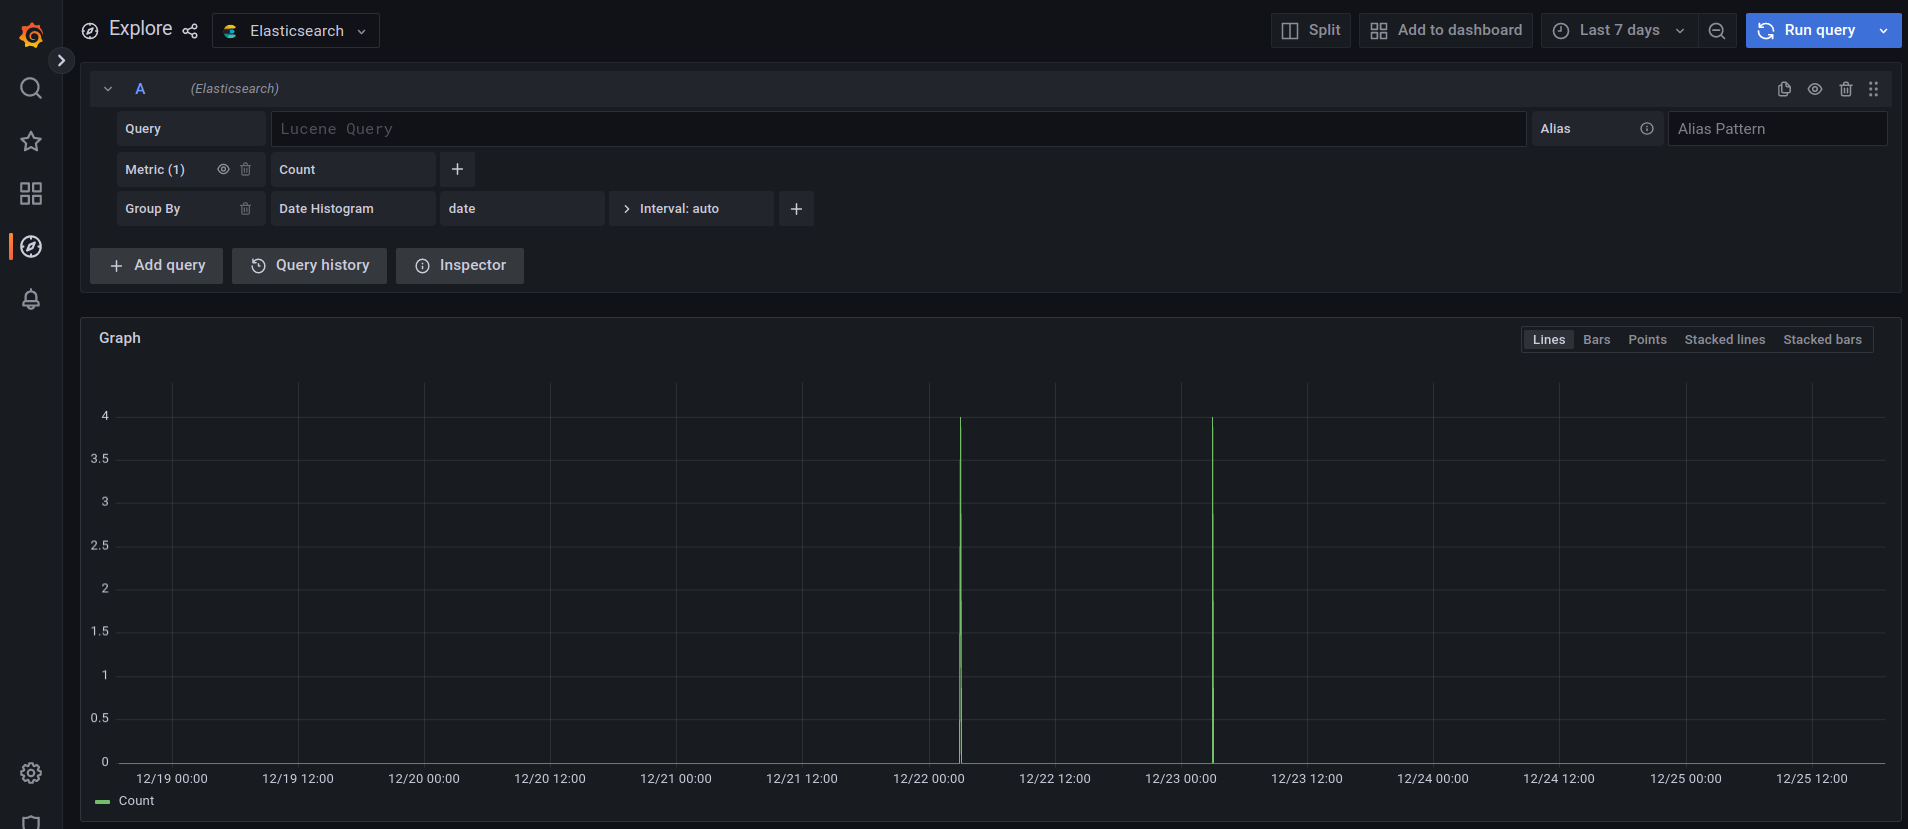 Explore Elasticsearch Split Add to dashboard Last 7 days Run query
A (Elasticsearch)
Query Lucene Query Alias Alias Pattern
Metric (1) Count
Group By Date Histogram date Interval: auto
Add query Query history Inspector
Graph Lines Bars Points Stacked lines Stacked bars
4
3.5
3
2.5
2
1.5
1
0.5
0
12/19 00:00 12/19 12:00 12/20 00:00 12/20 12:00 12/21 00:00 12/21 12:00 12/22 00:00 12/22 12:00 12/23 00:00 12/23 12:00 12/24 00:00 12/24 12:00 12/25 00:00 12/25 12:00
Count